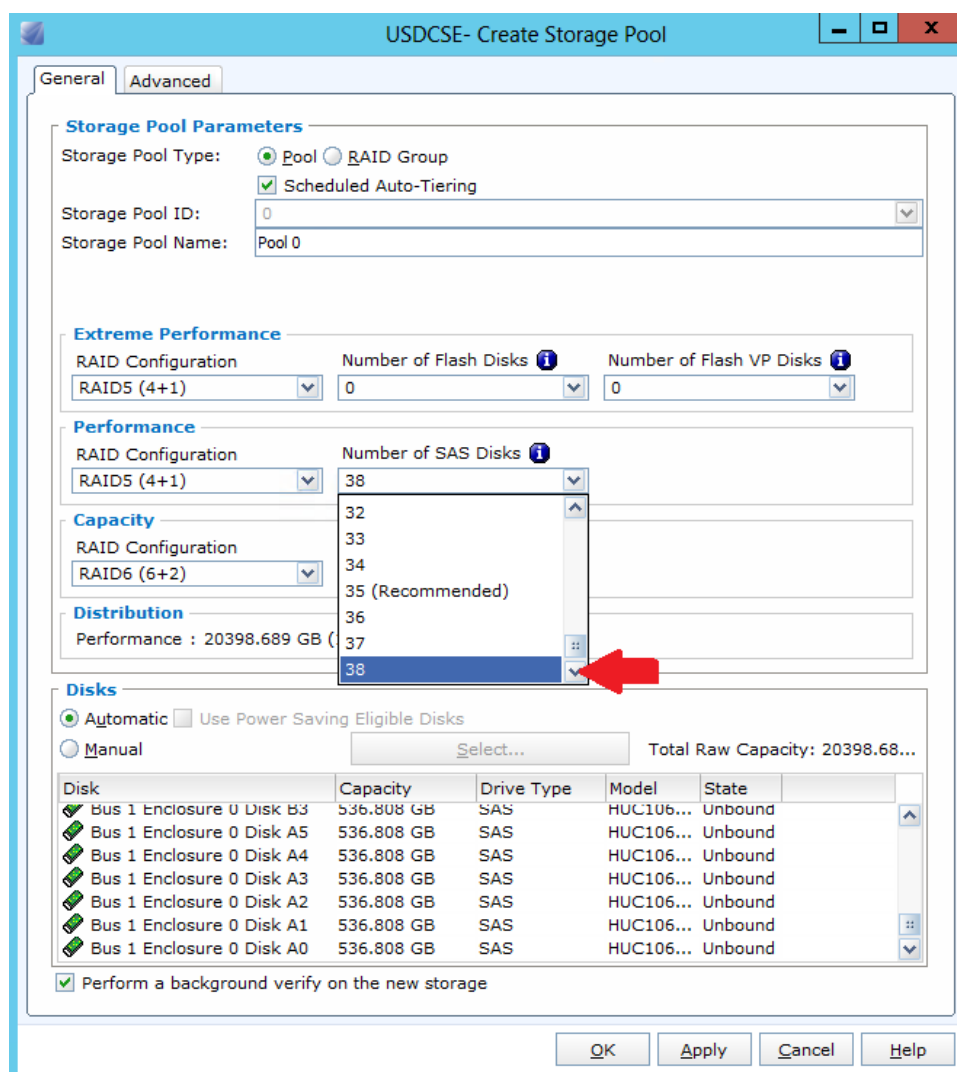 USDCSE- Create Storage Pool
General Advanced
Storage Pool Parameters
Storage Pool Type: Pool RAID Group
Scheduled Auto-Tiering
Storage Pool ID: 0
Storage Pool Name: Pool 0
Extreme Performance
RAID Configuration Number of Flash Disks Number of Flash VP Disks
RAID5 (4+1) 0 0
Performance
RAID Configuration Number of SAS Disks
RAID5 (4+1) 38
32
33
34
35 (Recommended)
36
37
38
Capacity
RAID Configuration
RAID6 (6+2)
Distribution
Performance : 20398.689 GB (
Disks
Automatic Use Power Saving Eligible Disks
Manual Select... Total Raw Capacity: 20398.68...
Disk Capacity Drive Type Model State
Bus 1 Enclosure 0 Disk B3 536.808 GB SAS HUC106... Unbound
Bus 1 Enclosure 0 Disk A5 536.808 GB SAS HUC106... Unbound
Bus 1 Enclosure 0 Disk A4 536.808 GB SAS HUC106... Unbound
Bus 1 Enclosure 0 Disk A3 536.808 GB SAS HUC106... Unbound
Bus 1 Enclosure 0 Disk A2 536.808 GB SAS HUC106... Unbound
Bus 1 Enclosure 0 Disk A1 536.808 GB SAS HUC106... Unbound
Bus 1 Enclosure 0 Disk A0 536.808 GB SAS HUC106... Unbound
Perform a background verify on the new storage
OK Apply Cancel Help